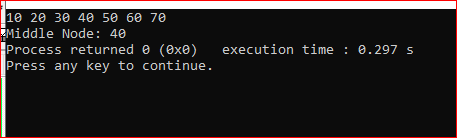 10 20 30 40 50 60 70
Middle Node: 40
Process returned 0 (0x0)   execution time : 0.297 s
Press any key to continue.